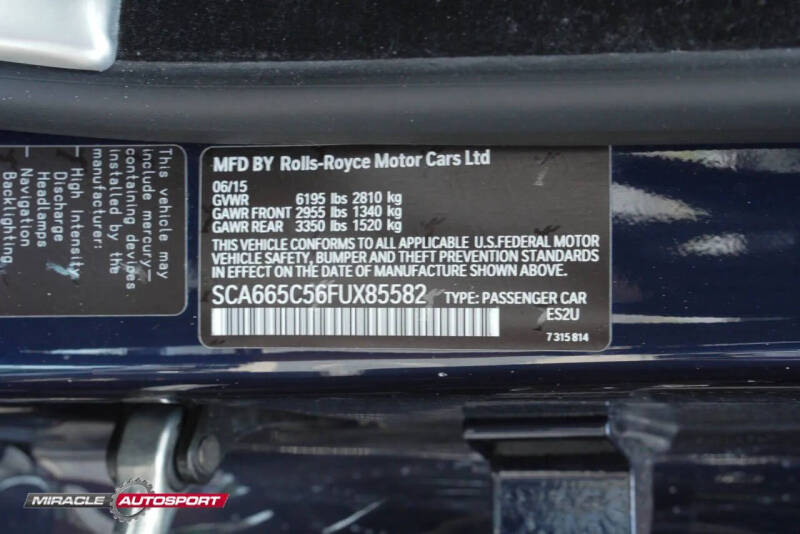 This vehicle may
include mercury-
containing devices
installed by the
manufacturer:
- High Intensity
Discharge
Headlamps
- Navigation
- Backlighting
MFD BY Rolls-Royce Motor Cars Ltd
06/15
GVWR 6195 lbs 2810 kg
GAWR FRONT 2955 lbs 1340 kg
GAWR REAR 3350 lbs 1520 kg
THIS VEHICLE CONFORMS TO ALL APPLICABLE U.S.FEDERAL MOTOR
VEHICLE SAFETY, BUMPER AND THEFT PREVENTION STANDARDS
IN EFFECT ON THE DATE OF MANUFACTURE SHOWN ABOVE.
SCA665C56FUX85582 TYPE: PASSENGER CAR
ES2U
7 315 814
MIRACLE AUTOSPORT